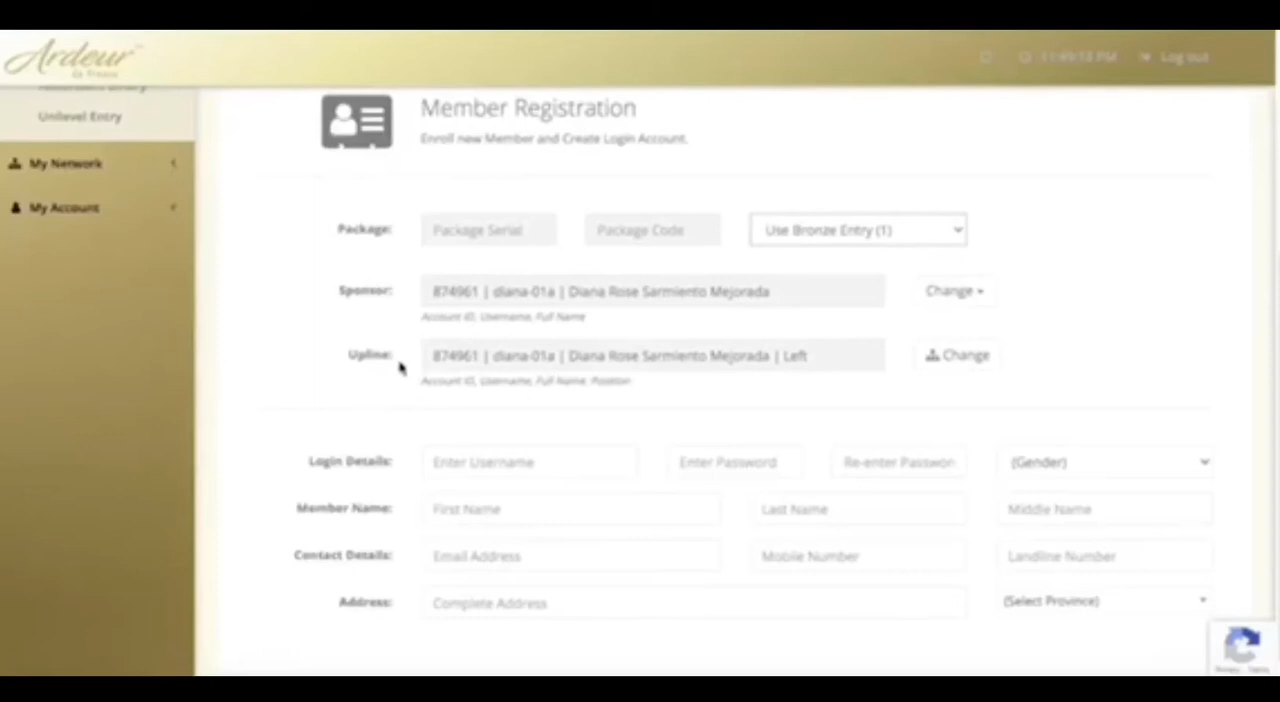 Ardeur
Log out
Unilevel Entry
My Network
My Account
Member Registration
Enroll new Member and Create Login Account.
Package: Package Serial Package Code Use Bronze Entry (1)
Sponsor: 874961 | diana-01a | Diana Rose Sarmiento Mejorada Change
Account ID, Username, Full Name
Upline: 874961 | diana-01a | Diana Rose Sarmiento Mejorada | Left Change
Account ID, Username, Full Name, Position
Login Details: Enter Username Enter Password Re-enter Passwor (Gender)
Member Name: First Name Last Name Middle Name
Contact Details: Email Address Mobile Number Landline Number
Address: Complete Address (Select Province)